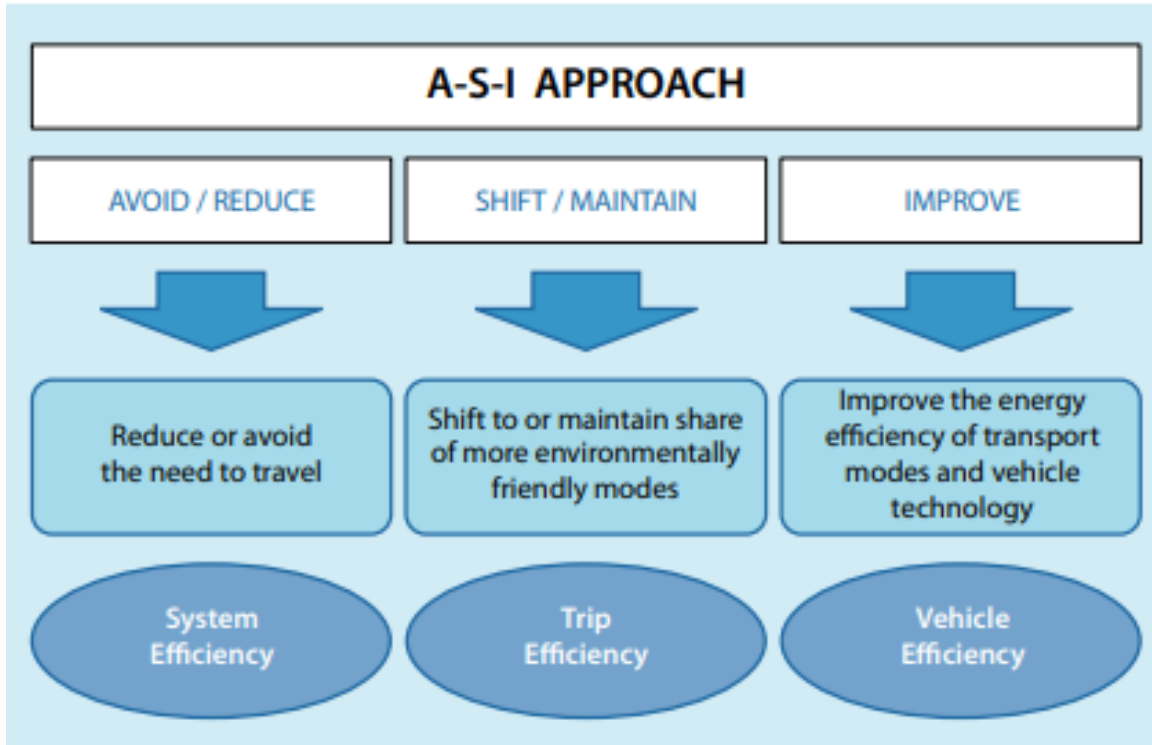 A-S-I APPROACH
AVOID / REDUCE
SHIFT / MAINTAIN
IMPROVE
Reduce or avoid
the need to travel
Shift to or maintain share
of more environmentally
friendly modes
Improve the energy
efficiency of transport
modes and vehicle
technology
System
Efficiency
Trip
Efficiency
Vehicle
Efficiency